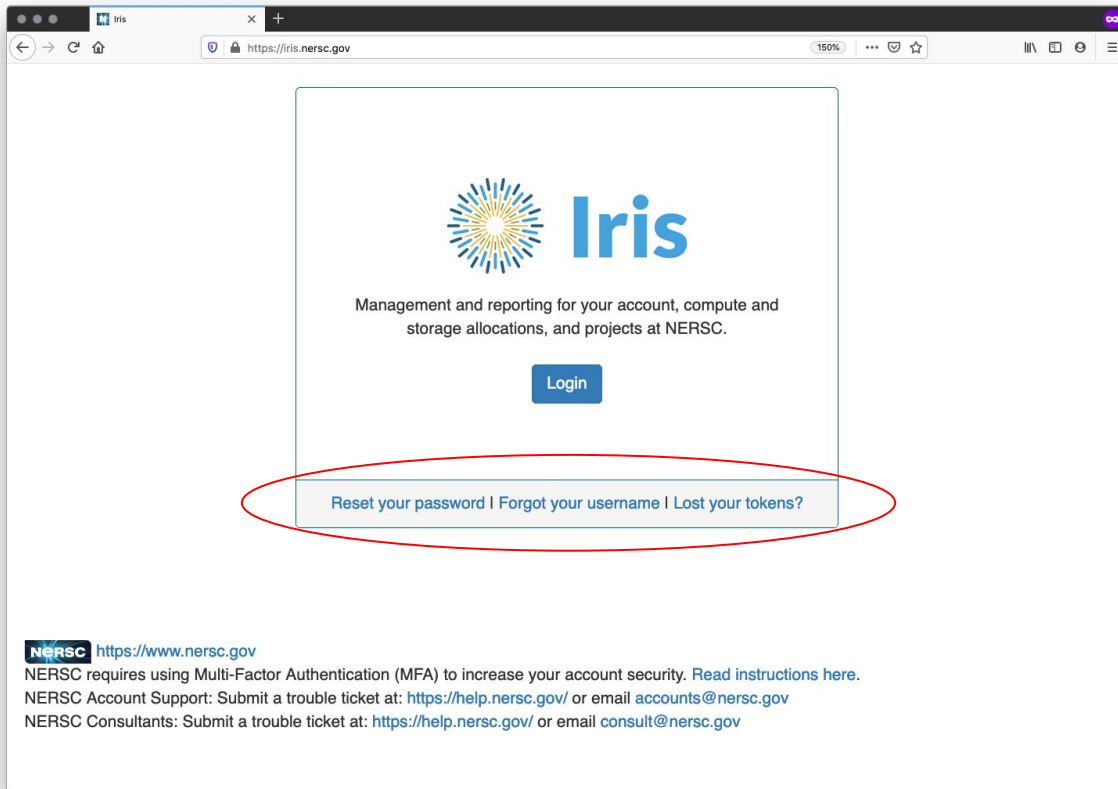 Iris
https://iris.nersc.gov
150%
Iris
Management and reporting for your account, compute and
storage allocations, and projects at NERSC.
Login
Reset your password | Forgot your username | Lost your tokens?
NERSC https://www.nersc.gov
NERSC requires using Multi-Factor Authentication (MFA) to increase your account security. Read instructions here.
NERSC Account Support: Submit a trouble ticket at: https://help.nersc.gov/ or email accounts@nersc.gov
NERSC Consultants: Submit a trouble ticket at: https://help.nersc.gov/ or email consult@nersc.gov